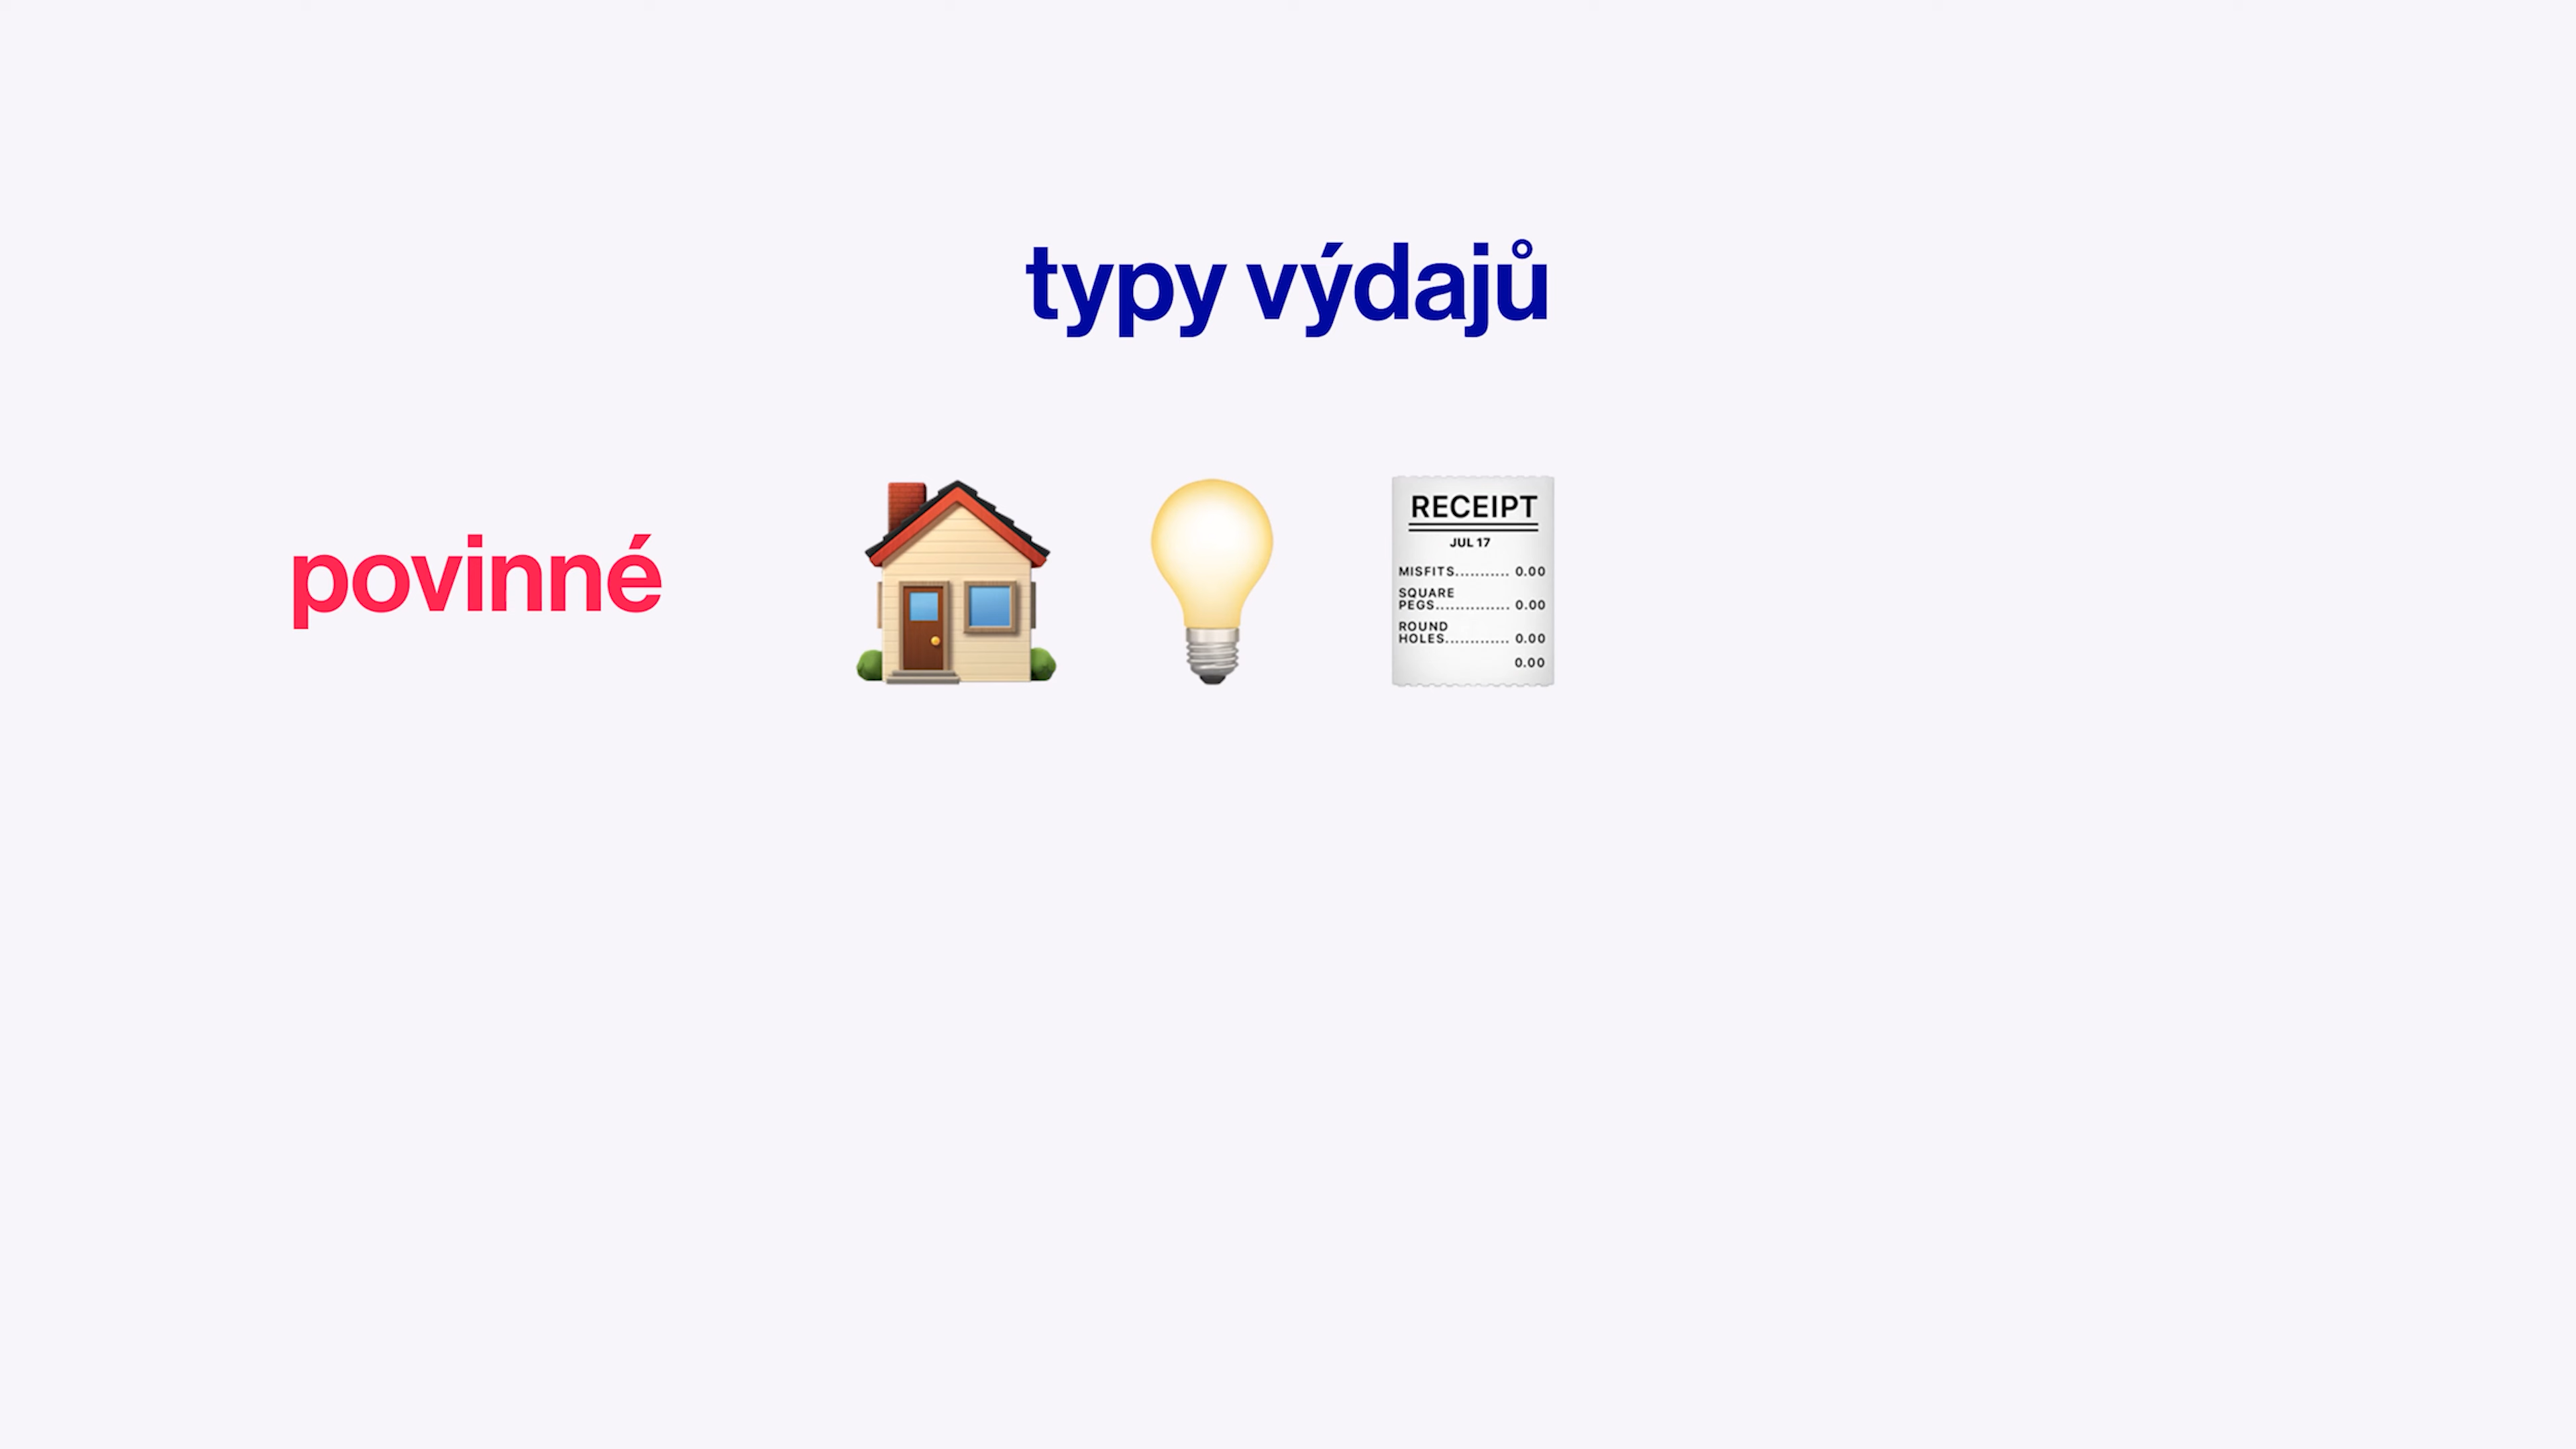 typy výdajů
povinné
RECEIPT
JUL 17
MISFITS........... 0.00
SQUARE
PEGS............... 0.00
ROUND
HOLES............. 0.00
0.00